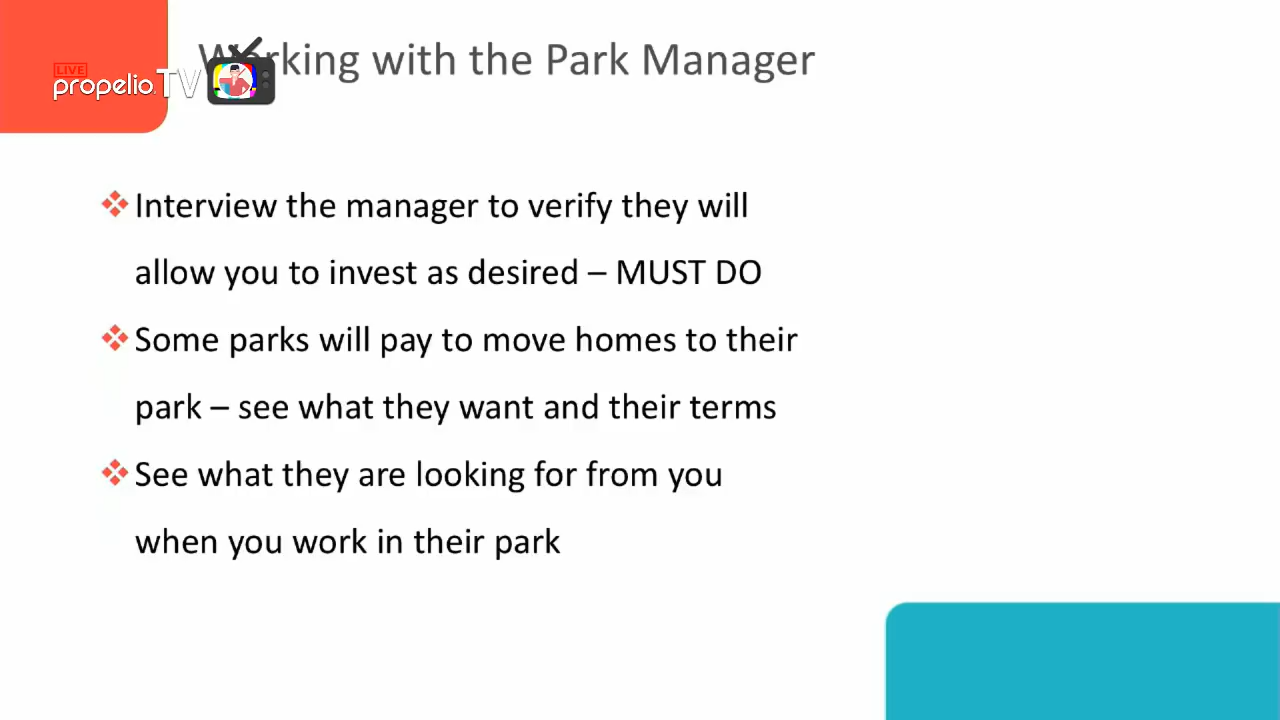 Working with the Park Manager
LIVE
propelio.TV
Interview the manager to verify they will
allow you to invest as desired – MUST DO
Some parks will pay to move homes to their
park – see what they want and their terms
See what they are looking for from you
when you work in their park